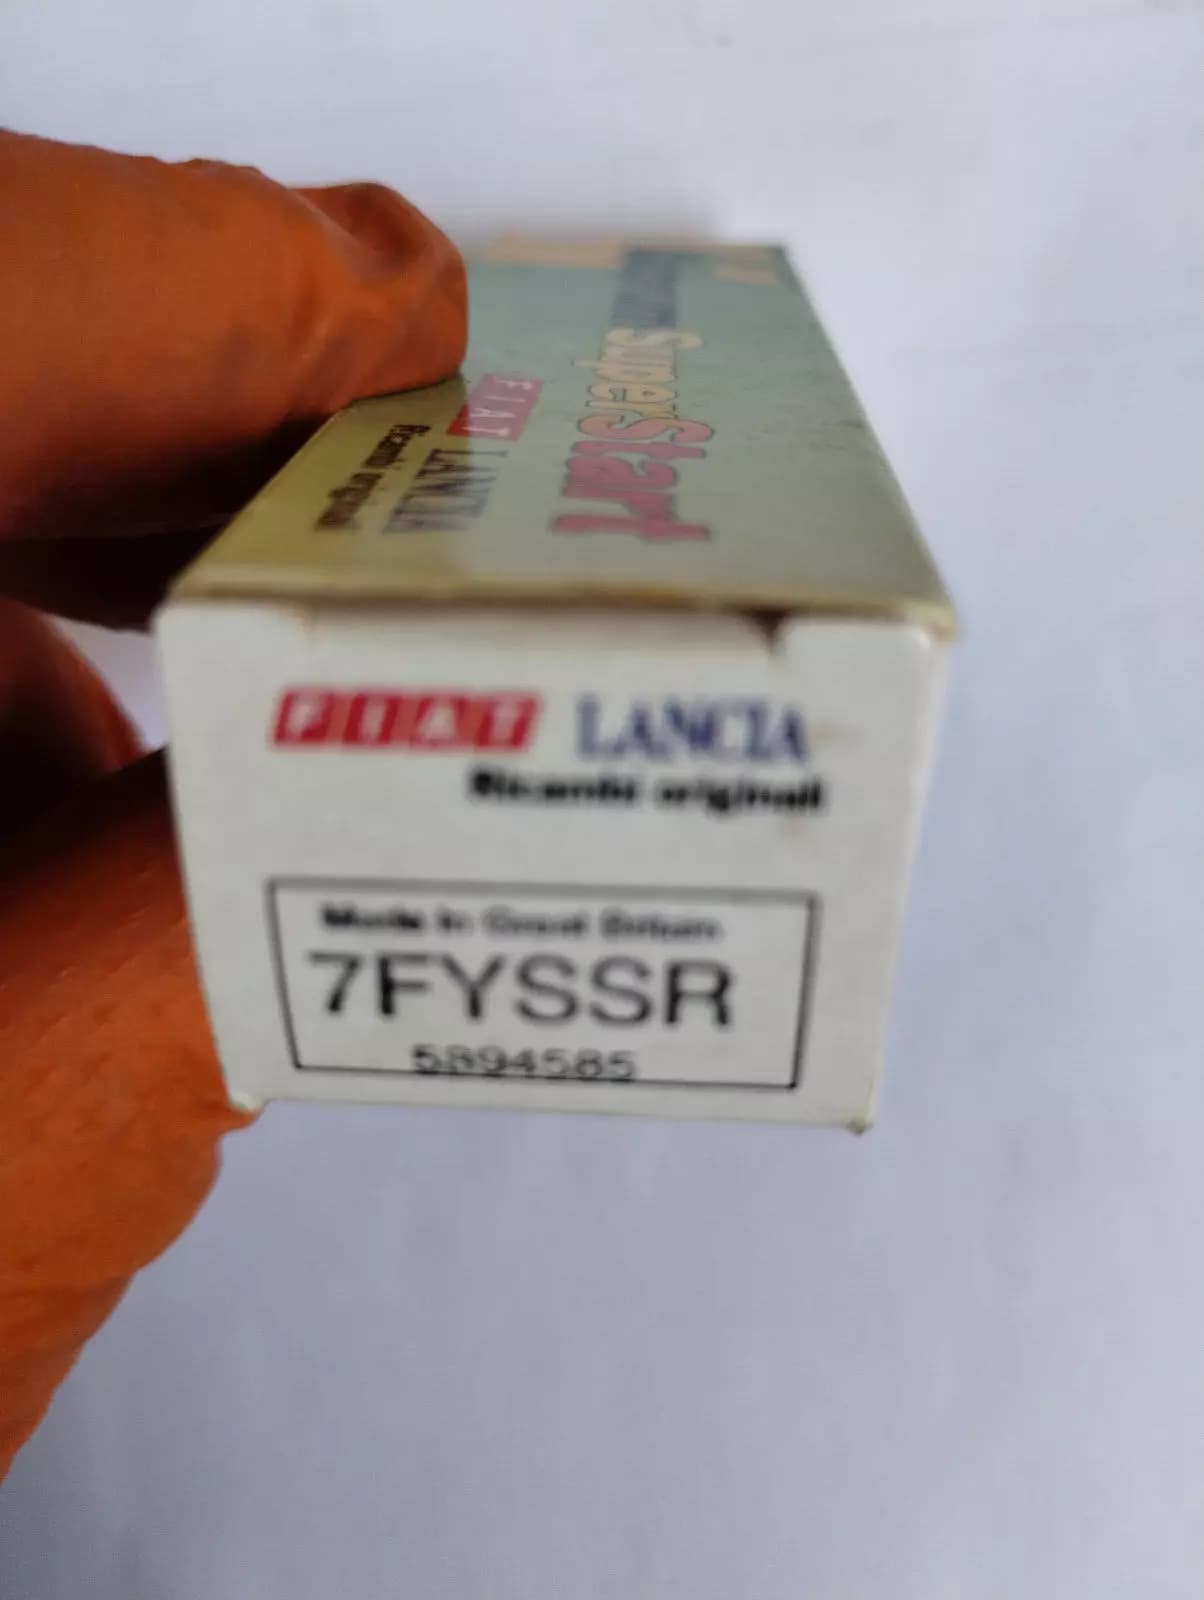 SuperStart
FIAT LANCIA
Ricambi originali
FIAT LANCIA
Ricambi originali
Made in Great Britain
7FYSSR
5894585